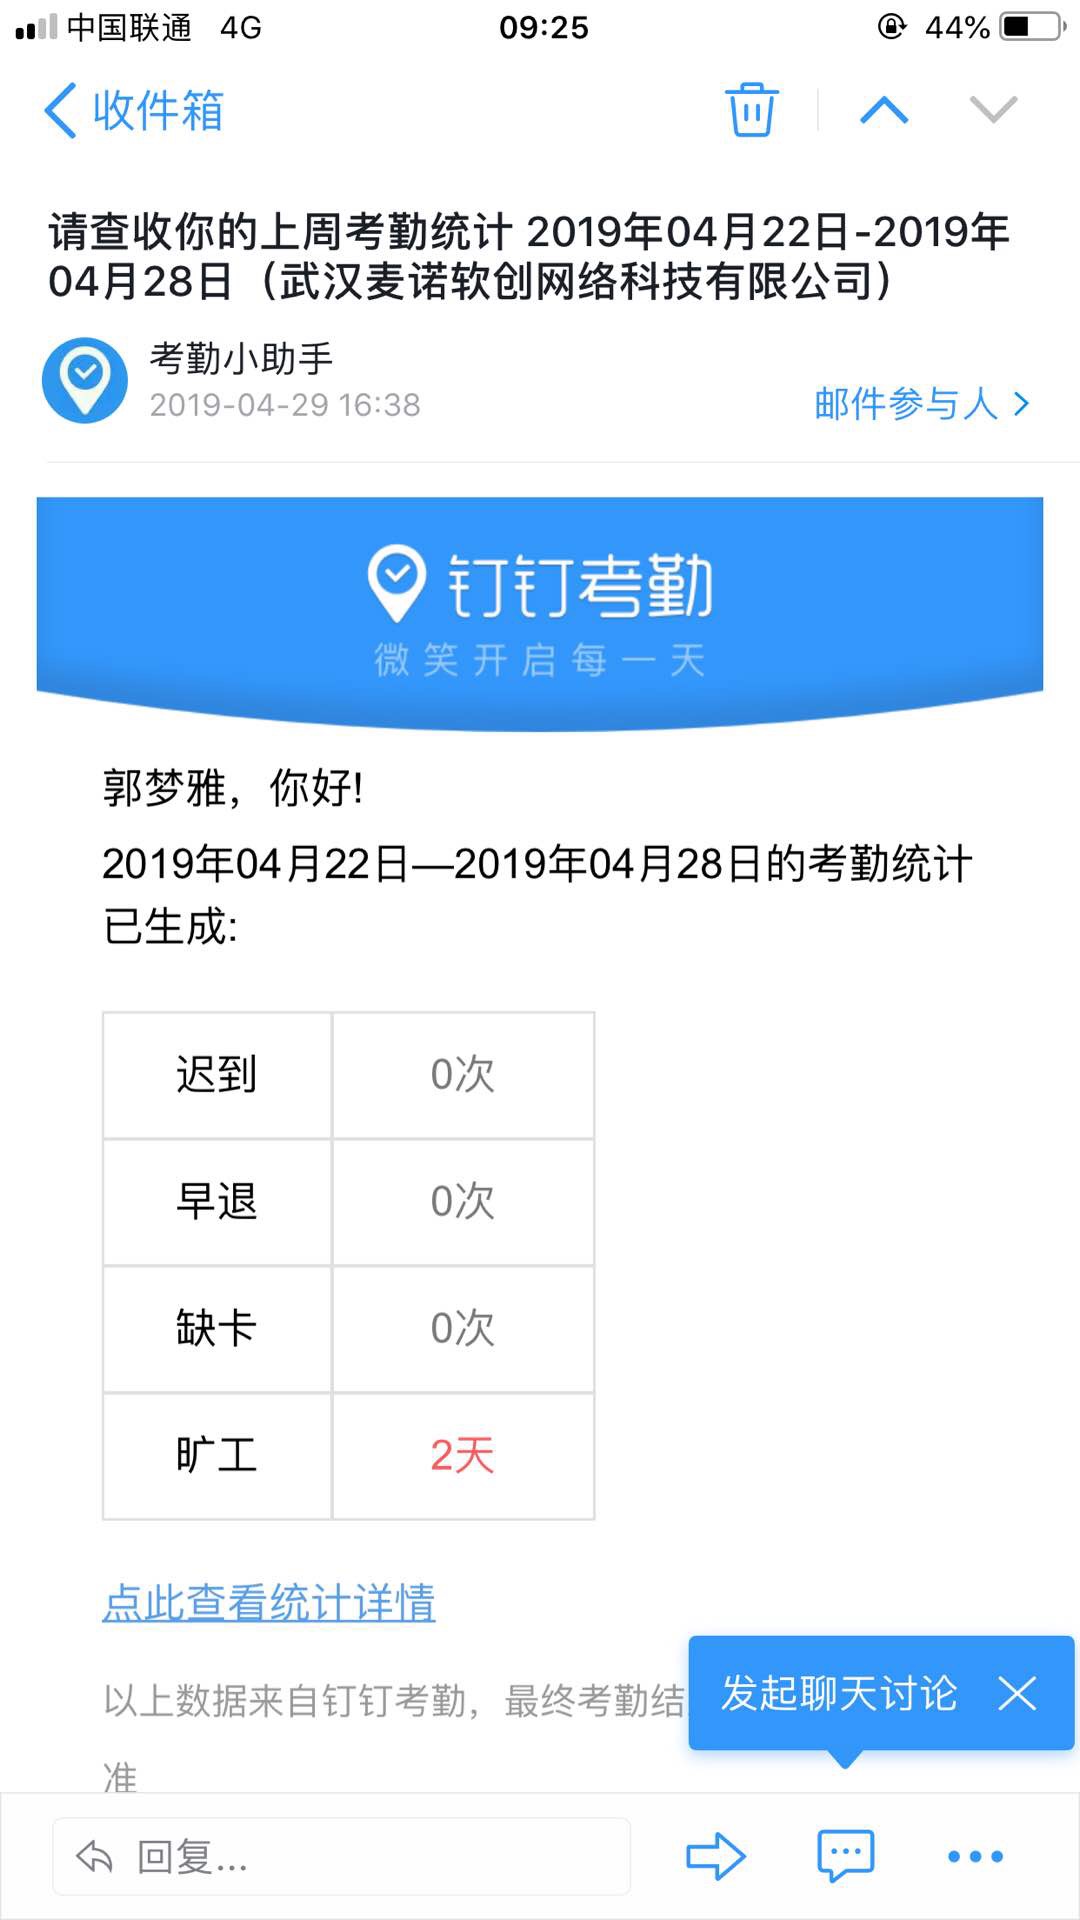 中国联通 4G 09:25 44%
收件箱
请查收你的上周考勤统计 2019年04月22日-2019年
04月28日（武汉麦诺软创网络科技有限公司）
考勤小助手
2019-04-29 16:38
邮件参与人
钉钉考勤
微笑开启每一天
郭梦雅，你好!
2019年04月22日—2019年04月28日的考勤统计
已生成:
迟到 0次
早退 0次
缺卡 0次
旷工 2天
点此查看统计详情
以上数据来自钉钉考勤，最终考勤结
准
发起聊天讨论
回复...